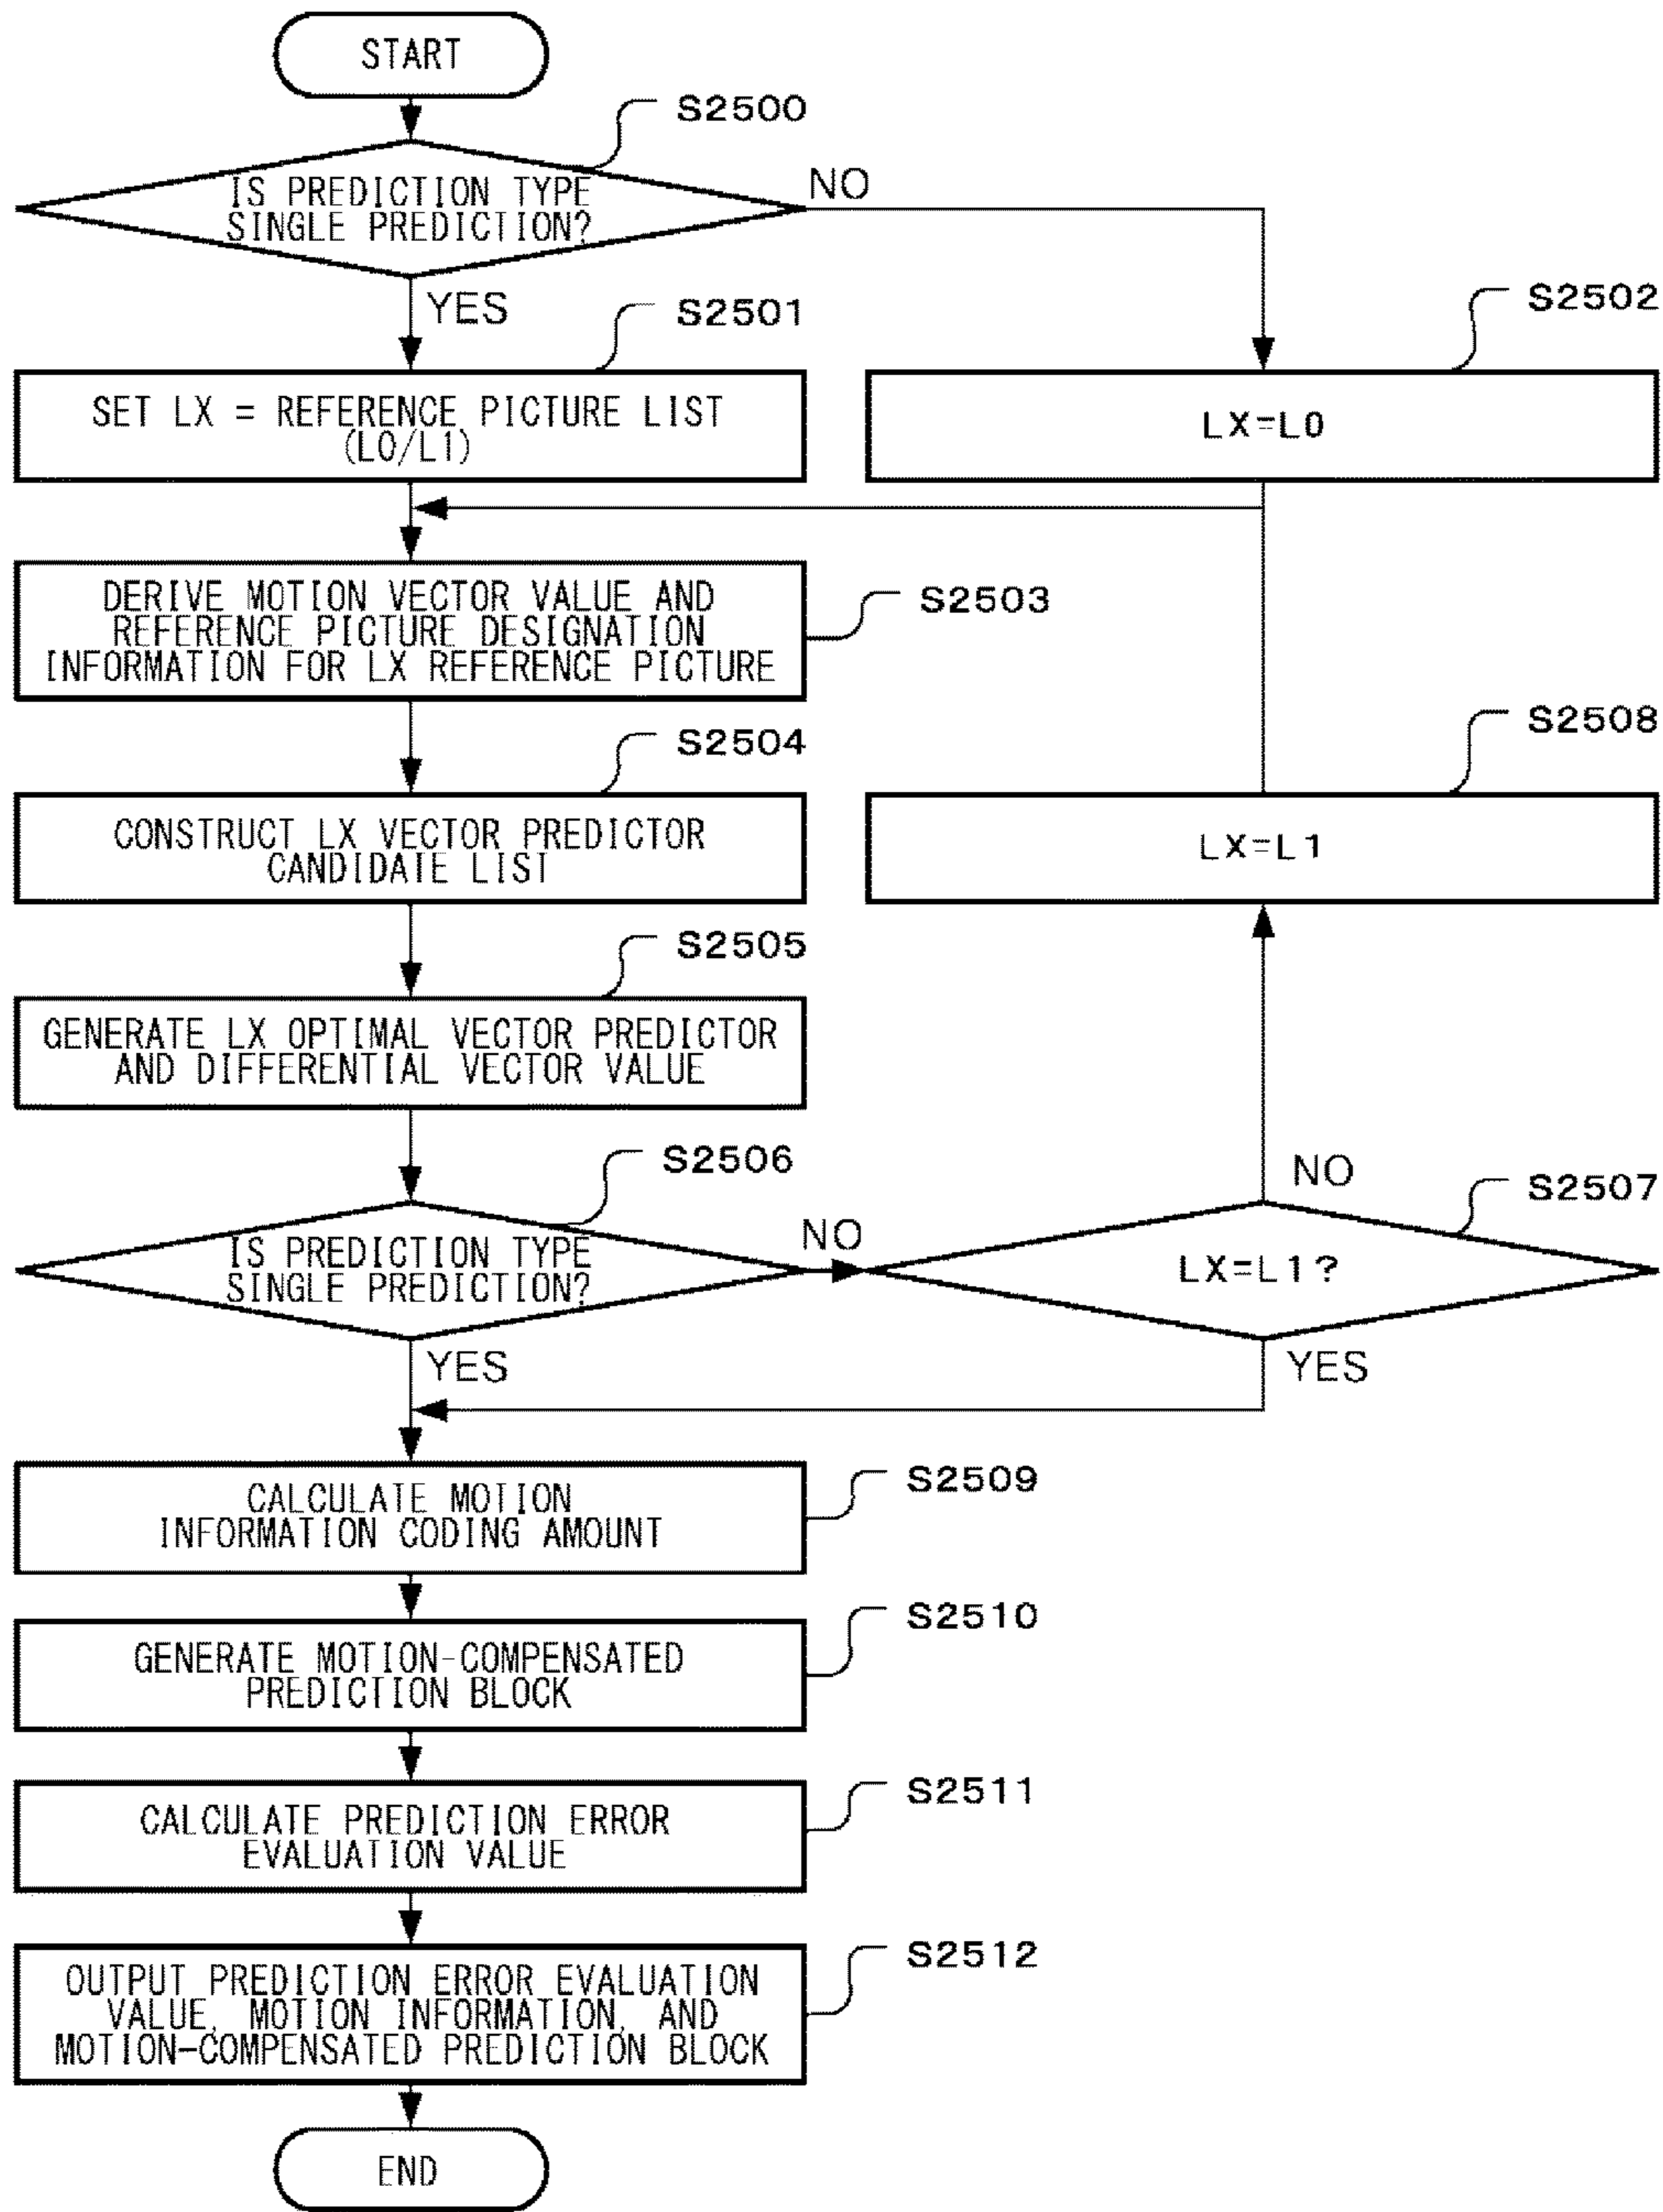 START
S2500
IS PREDICTION TYPE
SINGLE PREDICTION?
NO
YES
S2501
S2502
SET LX = REFERENCE PICTURE LIST
(L0/L1)
LX=L0
DERIVE MOTION VECTOR VALUE AND
REFERENCE PICTURE DESIGNATION
INFORMATION FOR LX REFERENCE PICTURE
S2503
S2504
S2508
CONSTRUCT LX VECTOR PREDICTOR
CANDIDATE LIST
LX=L1
S2505
GENERATE LX OPTIMAL VECTOR PREDICTOR
AND DIFFERENTIAL VECTOR VALUE
S2506
NO
S2507
IS PREDICTION TYPE
SINGLE PREDICTION?
NO
LX=L1?
YES
YES
CALCULATE MOTION
INFORMATION CODING AMOUNT
S2509
GENERATE MOTION-COMPENSATED
PREDICTION BLOCK
S2510
CALCULATE PREDICTION ERROR
EVALUATION VALUE
S2511
OUTPUT PREDICTION ERROR EVALUATION
VALUE, MOTION INFORMATION, AND
MOTION-COMPENSATED PREDICTION BLOCK
S2512
END